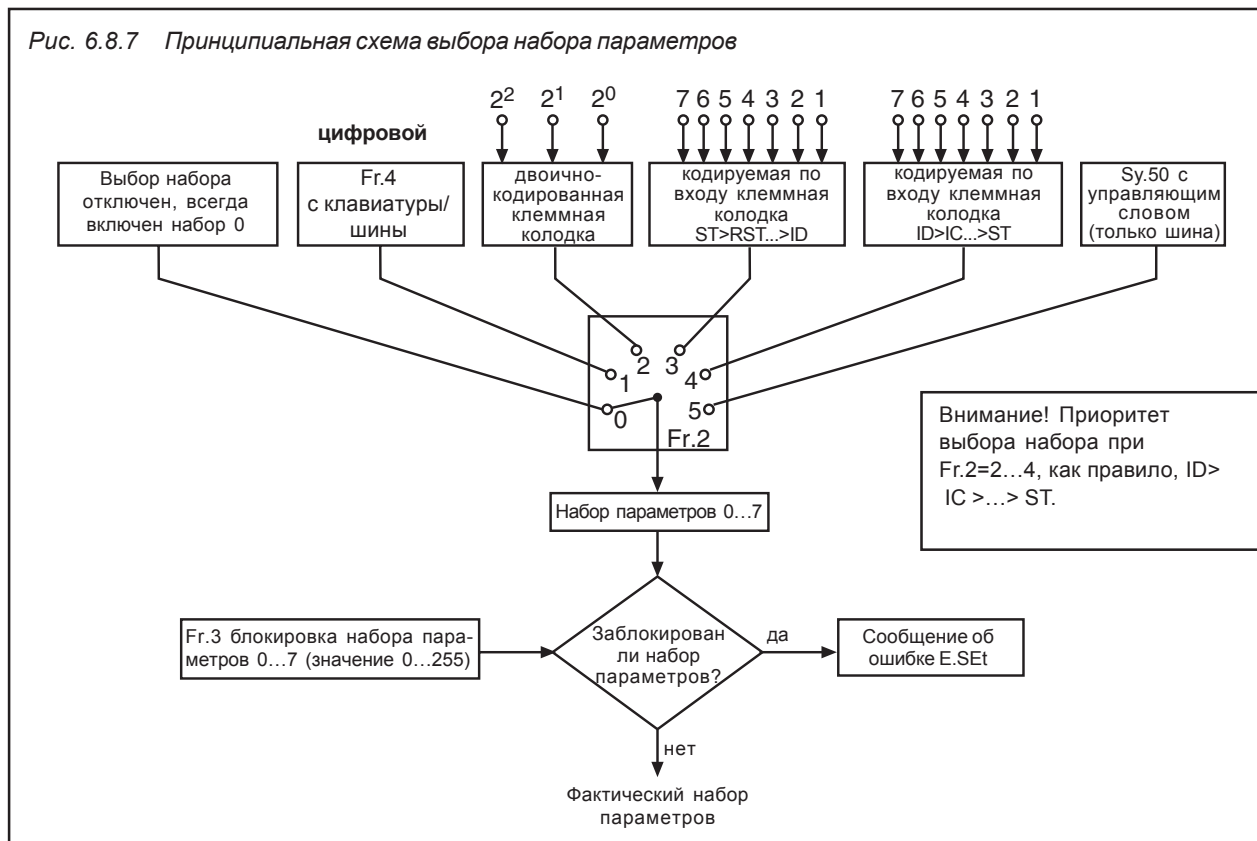 Рис. 6.8.7 Принципиальная схема выбора набора параметров
2² 2¹ 2⁰
7 6 5 4 3 2 1
7 6 5 4 3 2 1
цифровой
Выбор набора
отключен, всегда
включен набор 0
Fr.4
с клавиатуры/
шины
двоично-
кодированная
клеммная
колодка
кодируемая по
входу клеммная
колодка
ST>RST...>ID
кодируемая по
входу клеммная
колодка
ID>IC...>ST
Sy.50 с
управляющим
словом
(только шина)
0 1 2 3 4 5
Fr.2
Внимание! Приоритет
выбора набора при
Fr.2=2…4, как правило, ID>
IC >…> ST.
Набор параметров 0…7
Fr.3 блокировка набора пара-
метров 0…7 (значение 0…255)
Заблокирован
ли набор
параметров?
да
Сообщение об
ошибке E.SEt
нет
Фактический набор
параметров